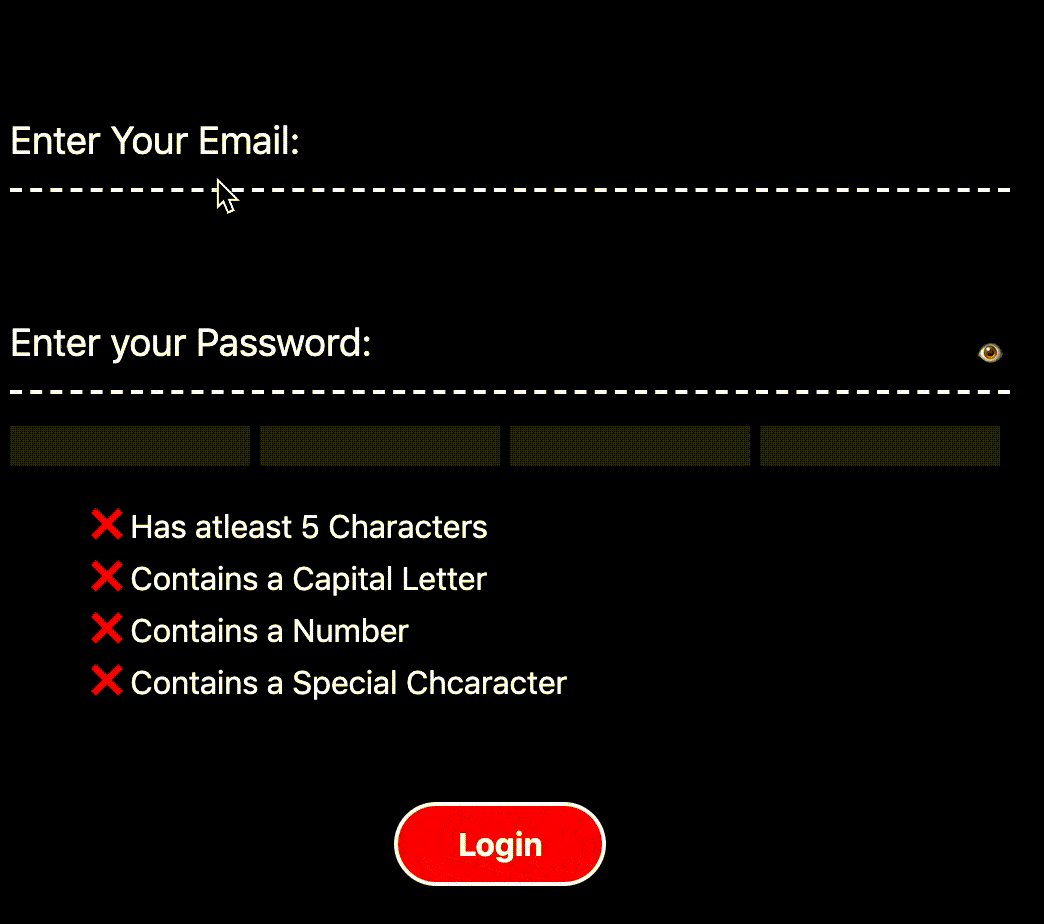 Enter Your Email:
Enter your Password:
Has atleast 5 Characters
Contains a Capital Letter
Contains a Number
Contains a Special Chcaracter
Login